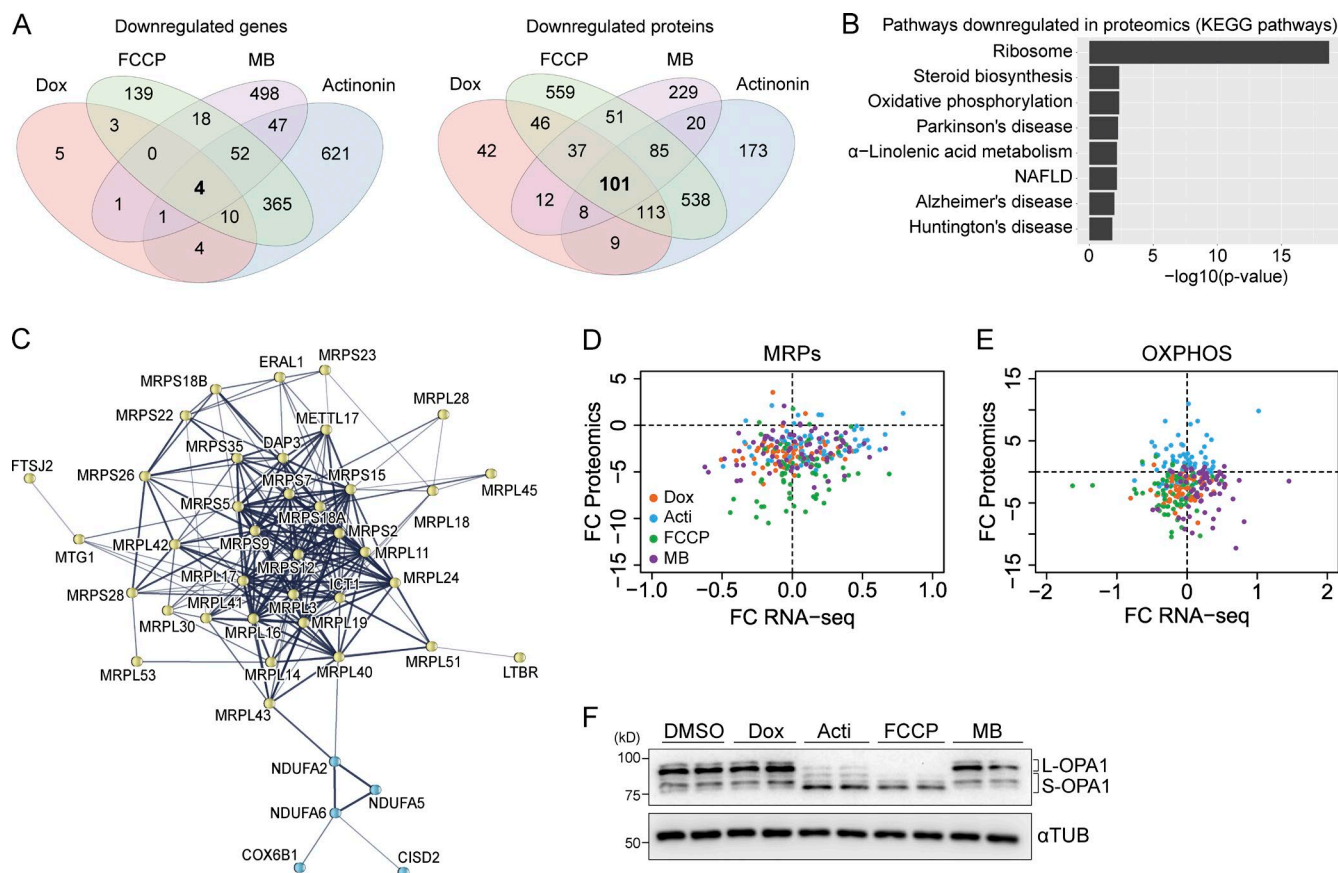 A
Downregulated genes
FCCP
MB
Dox
Actinonin
139
498
3
18
47
5
0
52
621
4
1
1
10
365
4
Downregulated proteins
FCCP
MB
Dox
Actinonin
559
229
46
51
20
42
37
85
173
101
12
8
113
538
9
B
Pathways downregulated in proteomics (KEGG pathways)
Ribosome
Steroid biosynthesis
Oxidative phosphorylation
Parkinson's disease
α−Linolenic acid metabolism
NAFLD
Alzheimer's disease
Huntington's disease
0 5 10 15
−log10(p-value)
C
ERAL1
MRPS23
MRPS18B
MRPL28
MRPS22
METTL17
MRPS35
DAP3
FTSJ2
MRPS26
MRPS7
MRPS15
MRPL45
MRPS5
MRPS18A
MRPL18
MRPS2
MTG1
MRPL42
MRPS9
MRPL11
MRPS12
MRPL17
MRPL24
ICT1
MRPS28
MRPL41
MRPL3
MRPL30
MRPL16
MRPL19
MRPL53
MRPL14
MRPL40
MRPL51
LTBR
MRPL43
NDUFA2
NDUFA5
NDUFA6
COX6B1
CISD2
D
MRPs
FC Proteomics
5
0
−5
−10
−15
Dox
Acti
FCCP
MB
−1.0 −0.5 0.0 0.5 1.0
FC RNA−seq
E
OXPHOS
FC Proteomics
15
5
−5
−15
−2 −1 0 1 2
FC RNA−seq
F
(kD)
DMSO Dox Acti FCCP MB
100
75
L-OPA1
S-OPA1
50
αTUB